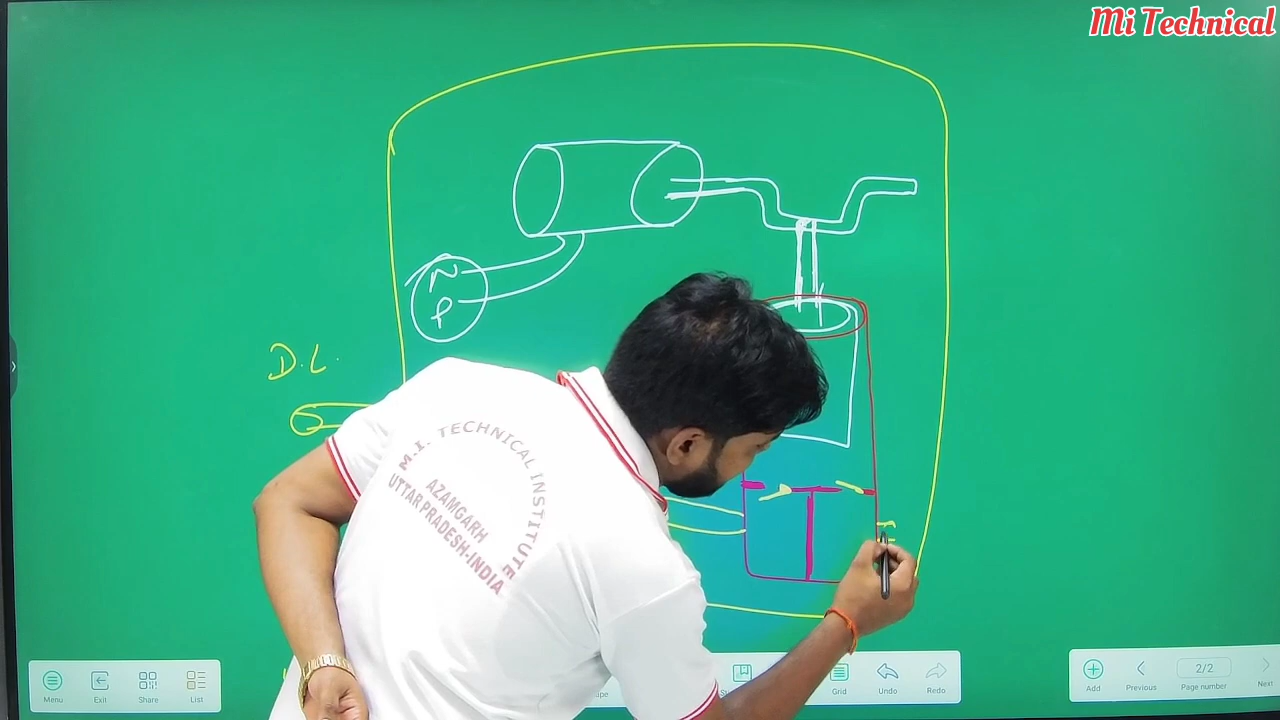 Mi Technical
N
P
D.L.
M.I. TECHNICAL INSTITUTE
AZAMGARH
UTTAR PRADESH-INDIA
Menu
Exit
Share
List
Grid
Undo
Redo
Add
Previous
2/2
Page number
Next